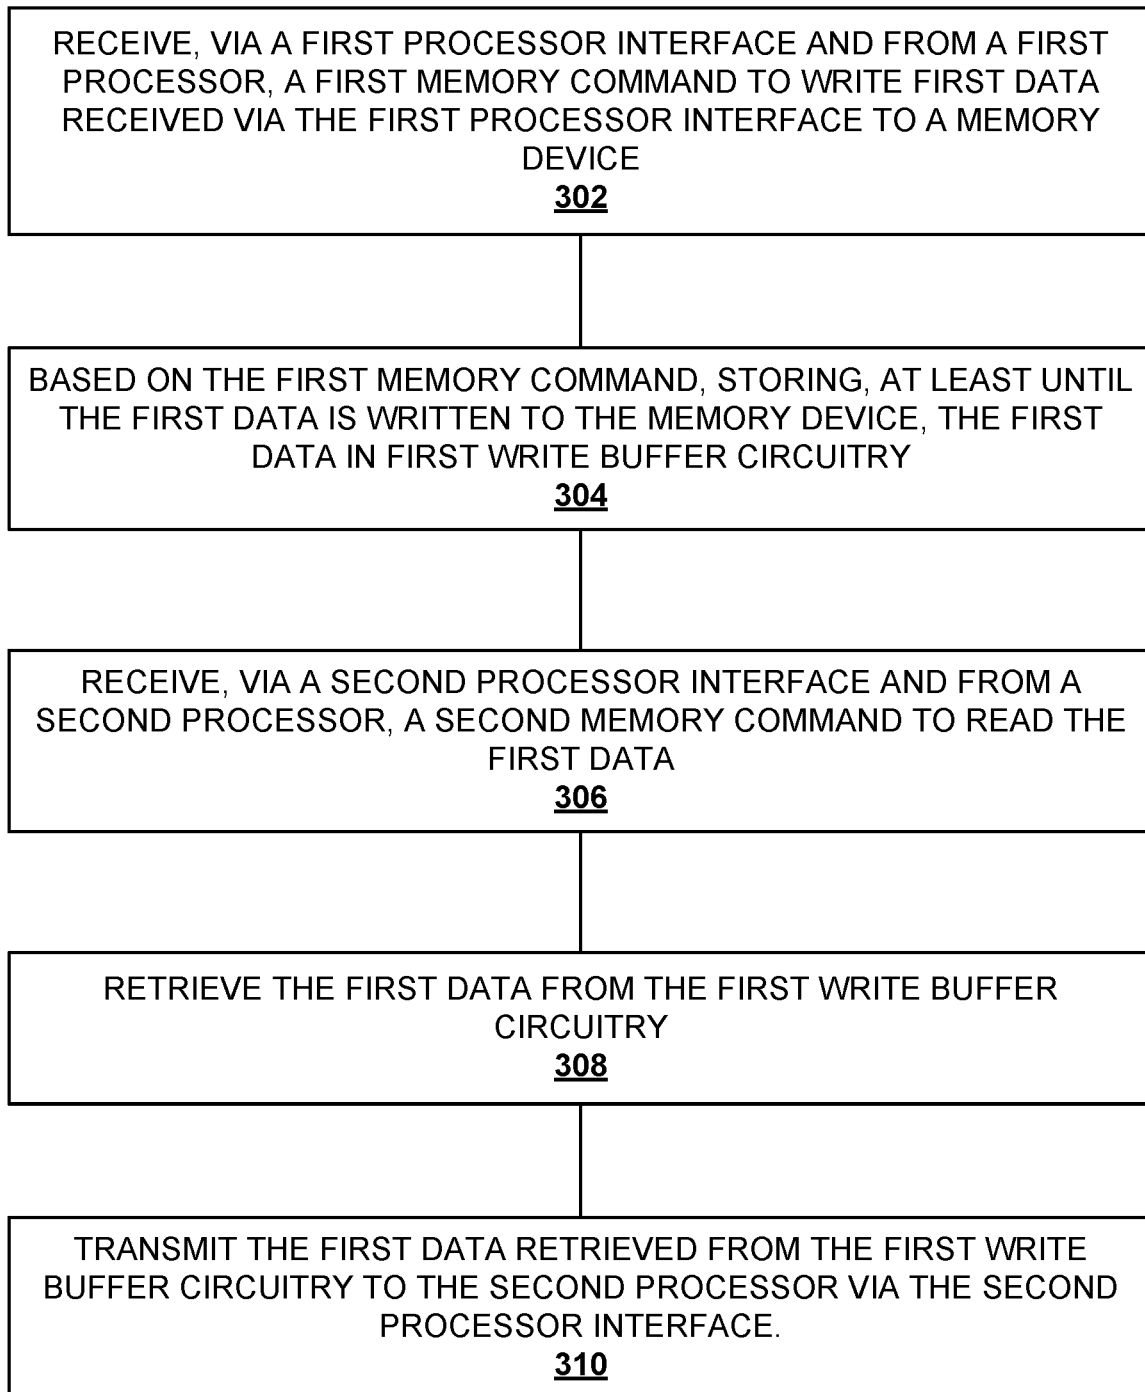 RECEIVE, VIA A FIRST PROCESSOR INTERFACE AND FROM A FIRST
PROCESSOR, A FIRST MEMORY COMMAND TO WRITE FIRST DATA
RECEIVED VIA THE FIRST PROCESSOR INTERFACE TO A MEMORY
DEVICE
302
BASED ON THE FIRST MEMORY COMMAND, STORING, AT LEAST UNTIL
THE FIRST DATA IS WRITTEN TO THE MEMORY DEVICE, THE FIRST
DATA IN FIRST WRITE BUFFER CIRCUITRY
304
RECEIVE, VIA A SECOND PROCESSOR INTERFACE AND FROM A
SECOND PROCESSOR, A SECOND MEMORY COMMAND TO READ THE
FIRST DATA
306
RETRIEVE THE FIRST DATA FROM THE FIRST WRITE BUFFER
CIRCUITRY
308
TRANSMIT THE FIRST DATA RETRIEVED FROM THE FIRST WRITE
BUFFER CIRCUITRY TO THE SECOND PROCESSOR VIA THE SECOND
PROCESSOR INTERFACE.
310